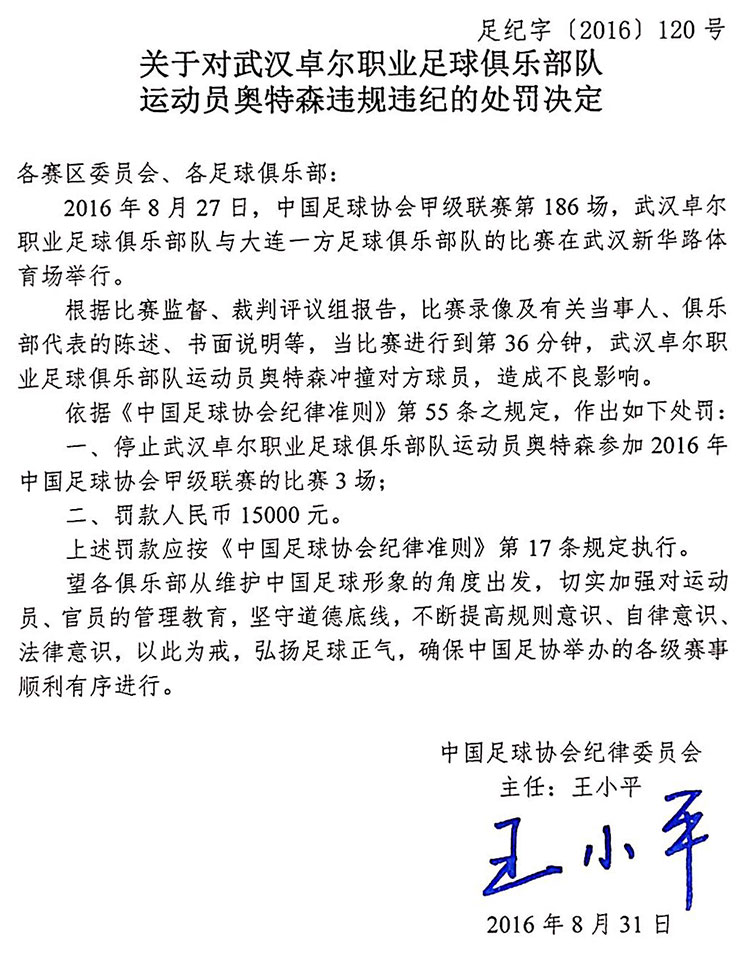 足纪字〔2016〕120 号
关于对武汉卓尔职业足球俱乐部队
运动员奥特森违规违纪的处罚决定
各赛区委员会、各足球俱乐部：
2016 年 8 月 27 日，中国足球协会甲级联赛第 186 场，武汉卓尔
职业足球俱乐部队与大连一方足球俱乐部队的比赛在武汉新华路体
育场举行。
根据比赛监督、裁判评议组报告，比赛录像及有关当事人、俱乐
部代表的陈述、书面说明等，当比赛进行到第 36 分钟，武汉卓尔职
业足球俱乐部队运动员奥特森冲撞对方球员，造成不良影响。
依据《中国足球协会纪律准则》第 55 条之规定，作出如下处罚：
一、停止武汉卓尔职业足球俱乐部队运动员奥特森参加 2016 年
中国足球协会甲级联赛的比赛 3 场；
二、罚款人民币 15000 元。
上述罚款应按《中国足球协会纪律准则》第 17 条规定执行。
望各俱乐部从维护中国足球形象的角度出发，切实加强对运动
员、官员的管理教育，坚守道德底线，不断提高规则意识、自律意识、
法律意识，以此为戒，弘扬足球正气，确保中国足协举办的各级赛事
顺利有序进行。
中国足球协会纪律委员会
主任：王小平
王小平
2016 年 8 月 31 日